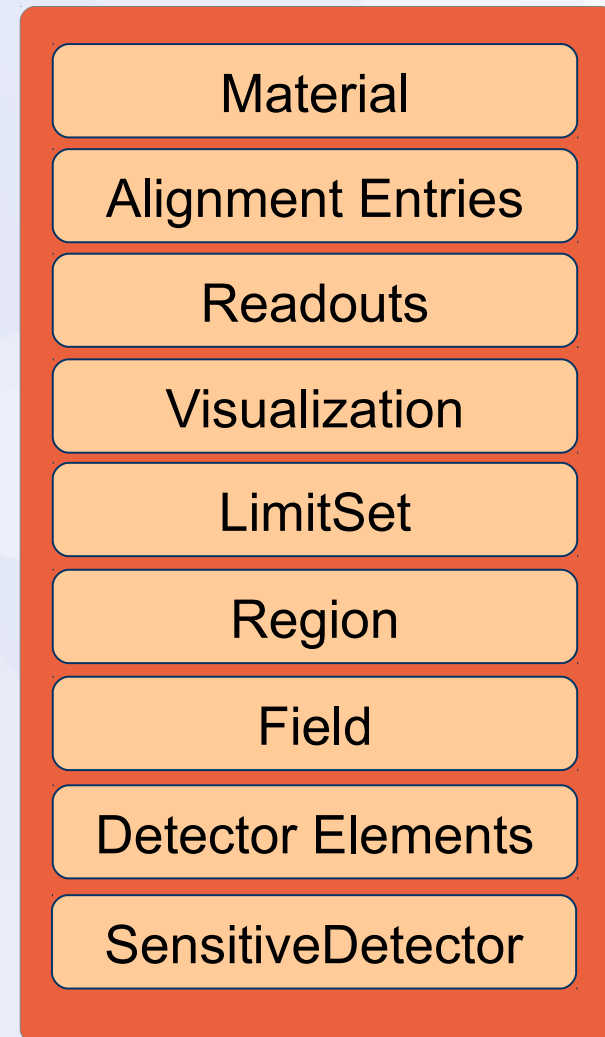 Material
Alignment Entries
Readouts
Visualization
LimitSet
Region
Field
Detector Elements
SensitiveDetector